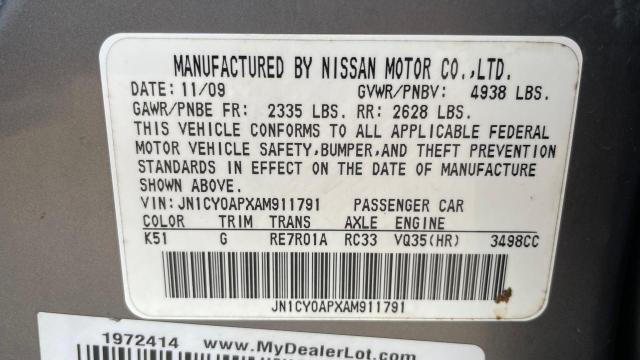 MANUFACTURED BY NISSAN MOTOR CO.,LTD.
DATE: 11/09 GVWR/PNBV: 4938 LBS.
GAWR/PNBE FR: 2335 LBS. RR: 2628 LBS.
THIS VEHICLE CONFORMS TO ALL APPLICABLE FEDERAL
MOTOR VEHICLE SAFETY,BUMPER,AND THEFT PREVENTION
STANDARDS IN EFFECT ON THE DATE OF MANUFACTURE
SHOWN ABOVE.
VIN:JN1CY0APXAM911791 PASSENGER CAR
COLOR TRIM TRANS AXLE ENGINE
K51 G RE7R01A RC33 VQ35(HR) 3498CC
JN1CY0APXAM911791
1972414 www.MyDealerLot.com